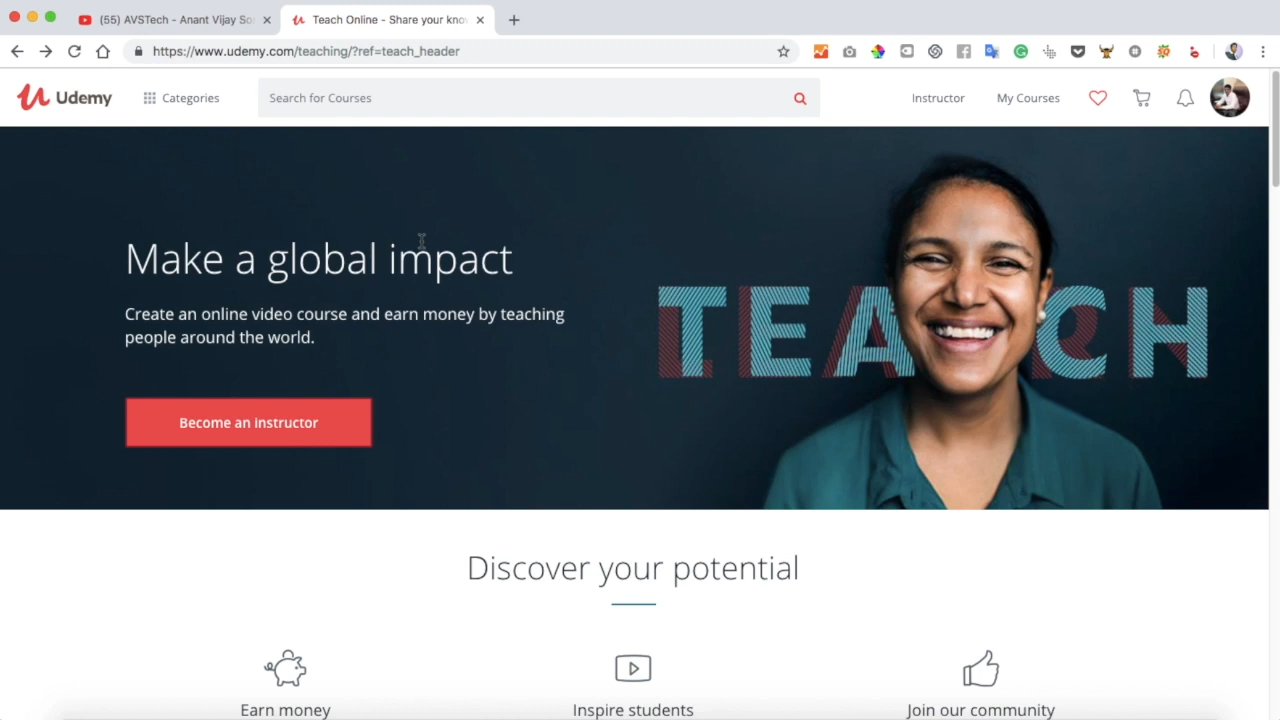 (55) AVSTech - Anant Vijay So
Teach Online - Share your kno
https://www.udemy.com/teaching/?ref=teach_header
Udemy
Categories
Search for Courses
Instructor
My Courses
Make a global impact
Create an online video course and earn money by teaching
people around the world.
Become an Instructor
TEACH
Discover your potential
Earn money
Inspire students
Join our community